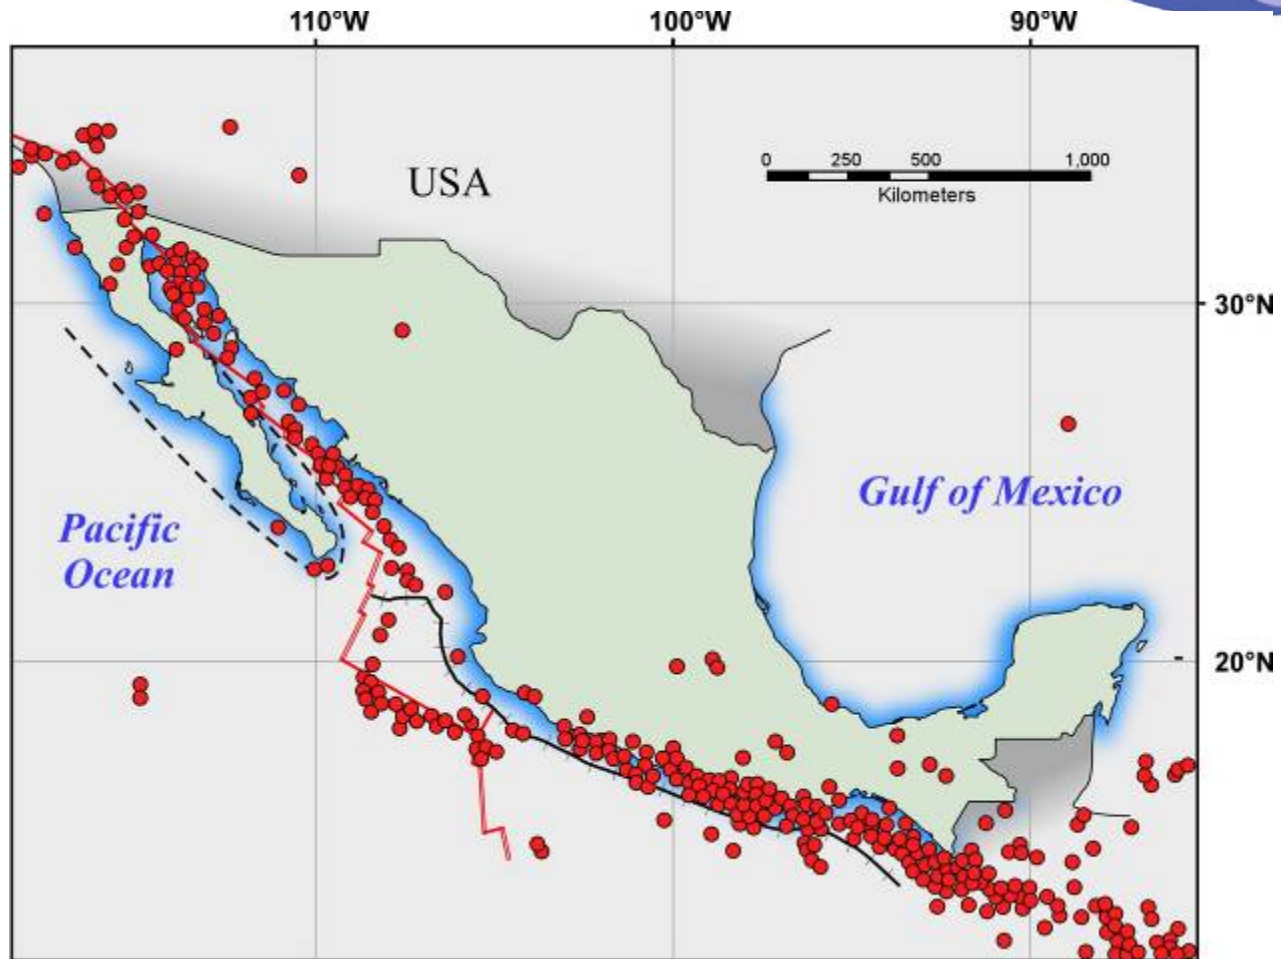 110°W
100°W
90°W
0
250
500
1,000
Kilometers
USA
30°N
Gulf of Mexico
Pacific
Ocean
20°N